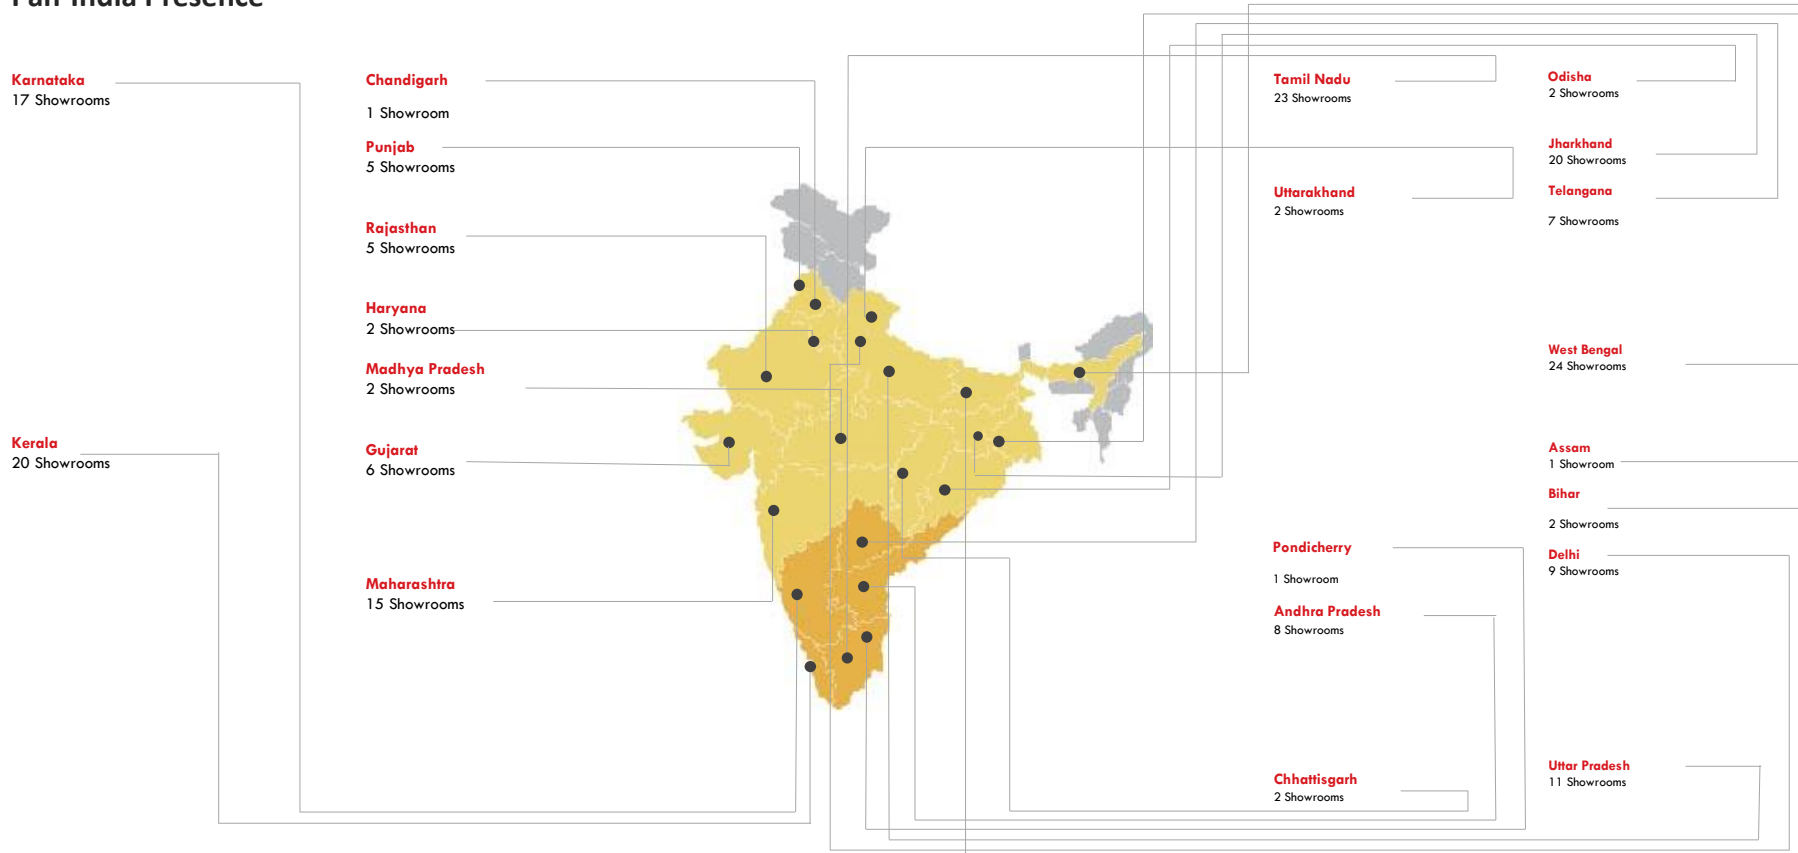 Pan-India Presence
Karnataka
17 Showrooms
Kerala
20 Showrooms
Chandigarh
1 Showroom
Punjab
5 Showrooms
Rajasthan
5 Showrooms
Haryana
2 Showrooms
Madhya Pradesh
2 Showrooms
Gujarat
6 Showrooms
Maharashtra
15 Showrooms
Tamil Nadu
23 Showrooms
Uttarakhand
2 Showrooms
Pondicherry
1 Showroom
Andhra Pradesh
8 Showrooms
Chhattisgarh
2 Showrooms
Odisha
2 Showrooms
Jharkhand
20 Showrooms
Telangana
7 Showrooms
West Bengal
24 Showrooms
Assam
1 Showroom
Bihar
2 Showrooms
Delhi
9 Showrooms
Uttar Pradesh
11 Showrooms